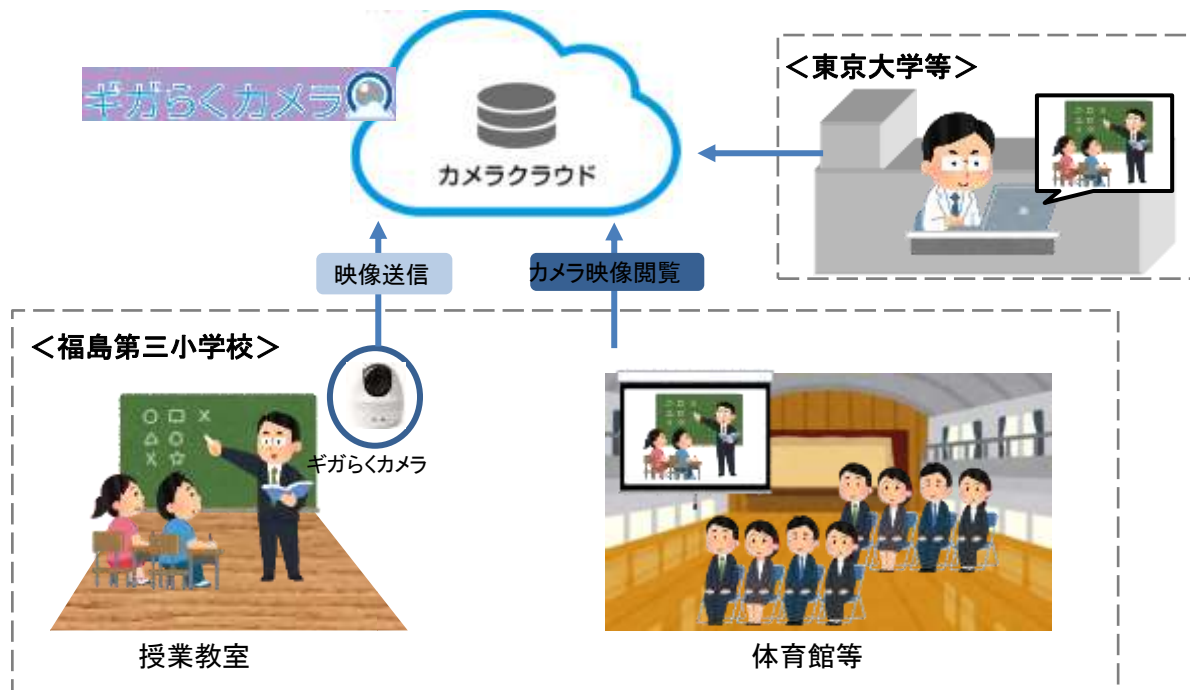 ギガらくカメラ
カメラクラウド
＜東京大学等＞
映像送信
カメラ映像閲覧
＜福島第三小学校＞
ギガらくカメラ
授業教室
体育館等